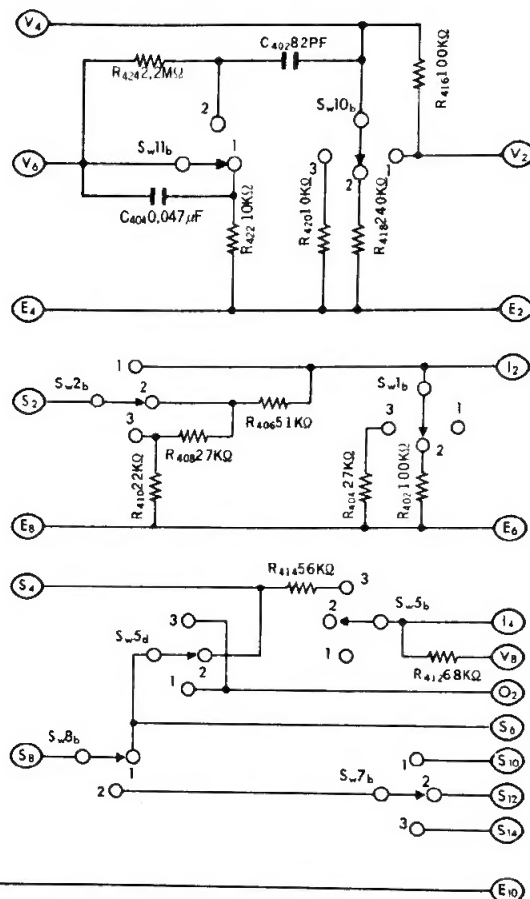 V4
C402 82PF
R424 2,2MΩ
R416 100KΩ
2
Sw10b
V6
Sw11b
1
3
1
V2
2
C404 0,047µF
R422 10KΩ
R420 10KΩ
R418 240KΩ
E4
E2
1
I2
Sw2b
Sw1b
S2
2
3
1
R406 51KΩ
3
2
R408 27KΩ
R410 22KΩ
R404 27KΩ
R402 100KΩ
E8
E6
R414 56KΩ
S4
3
3
2
Sw5b
I4
Sw5d
2
1
V8
R412 68KΩ
1
O2
S6
Sw8b
S8
1
1
S10
Sw7b
2
2
S12
3
S14
E10